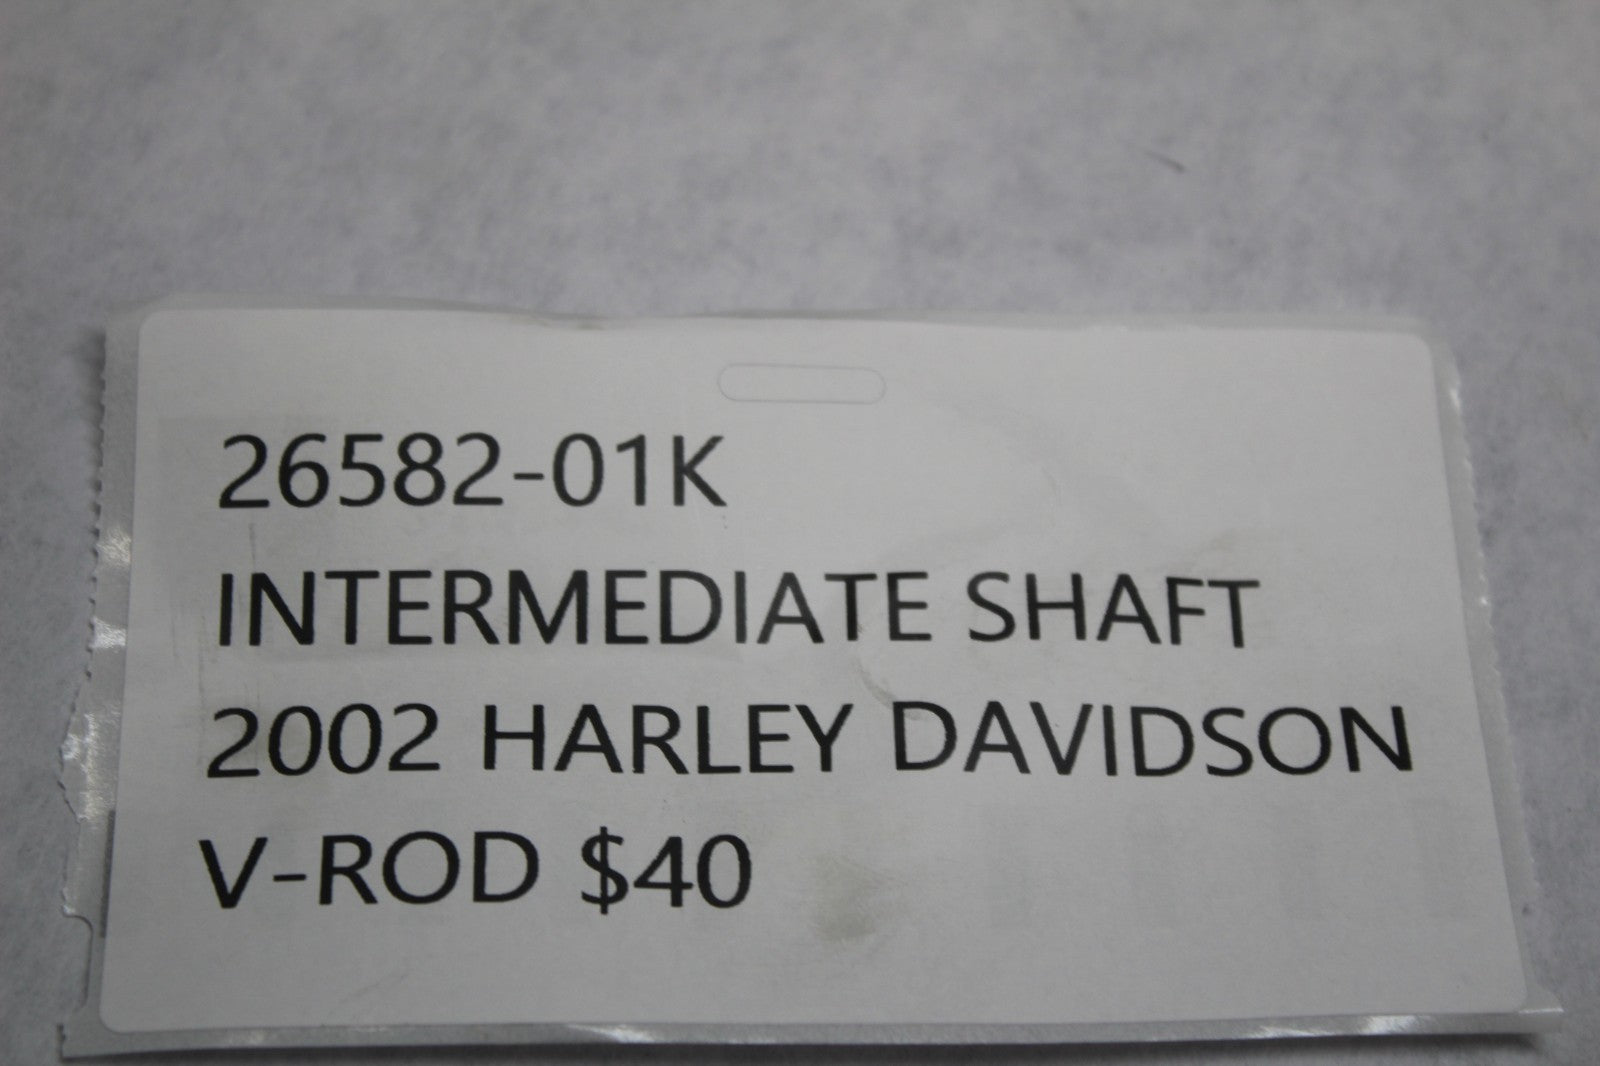 26582-01K
INTERMEDIATE SHAFT
2002 HARLEY DAVIDSON
V-ROD $40